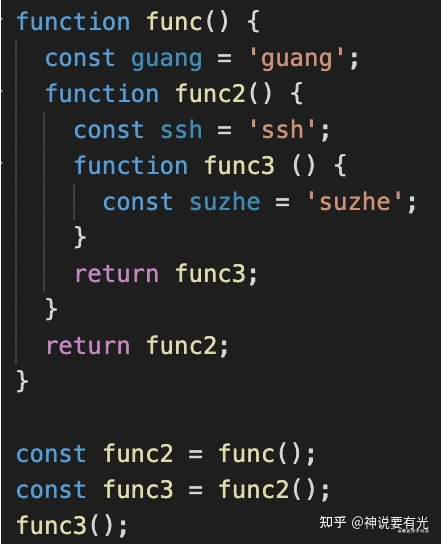 function func() {
  const guang = 'guang';
  function func2() {
    const ssh = 'ssh';
    function func3 () {
      const suzhe = 'suzhe';
    }
    return func3;
  }
  return func2;
}

const func2 = func();
const func3 = func2();
func3();
知乎 @神说要有光